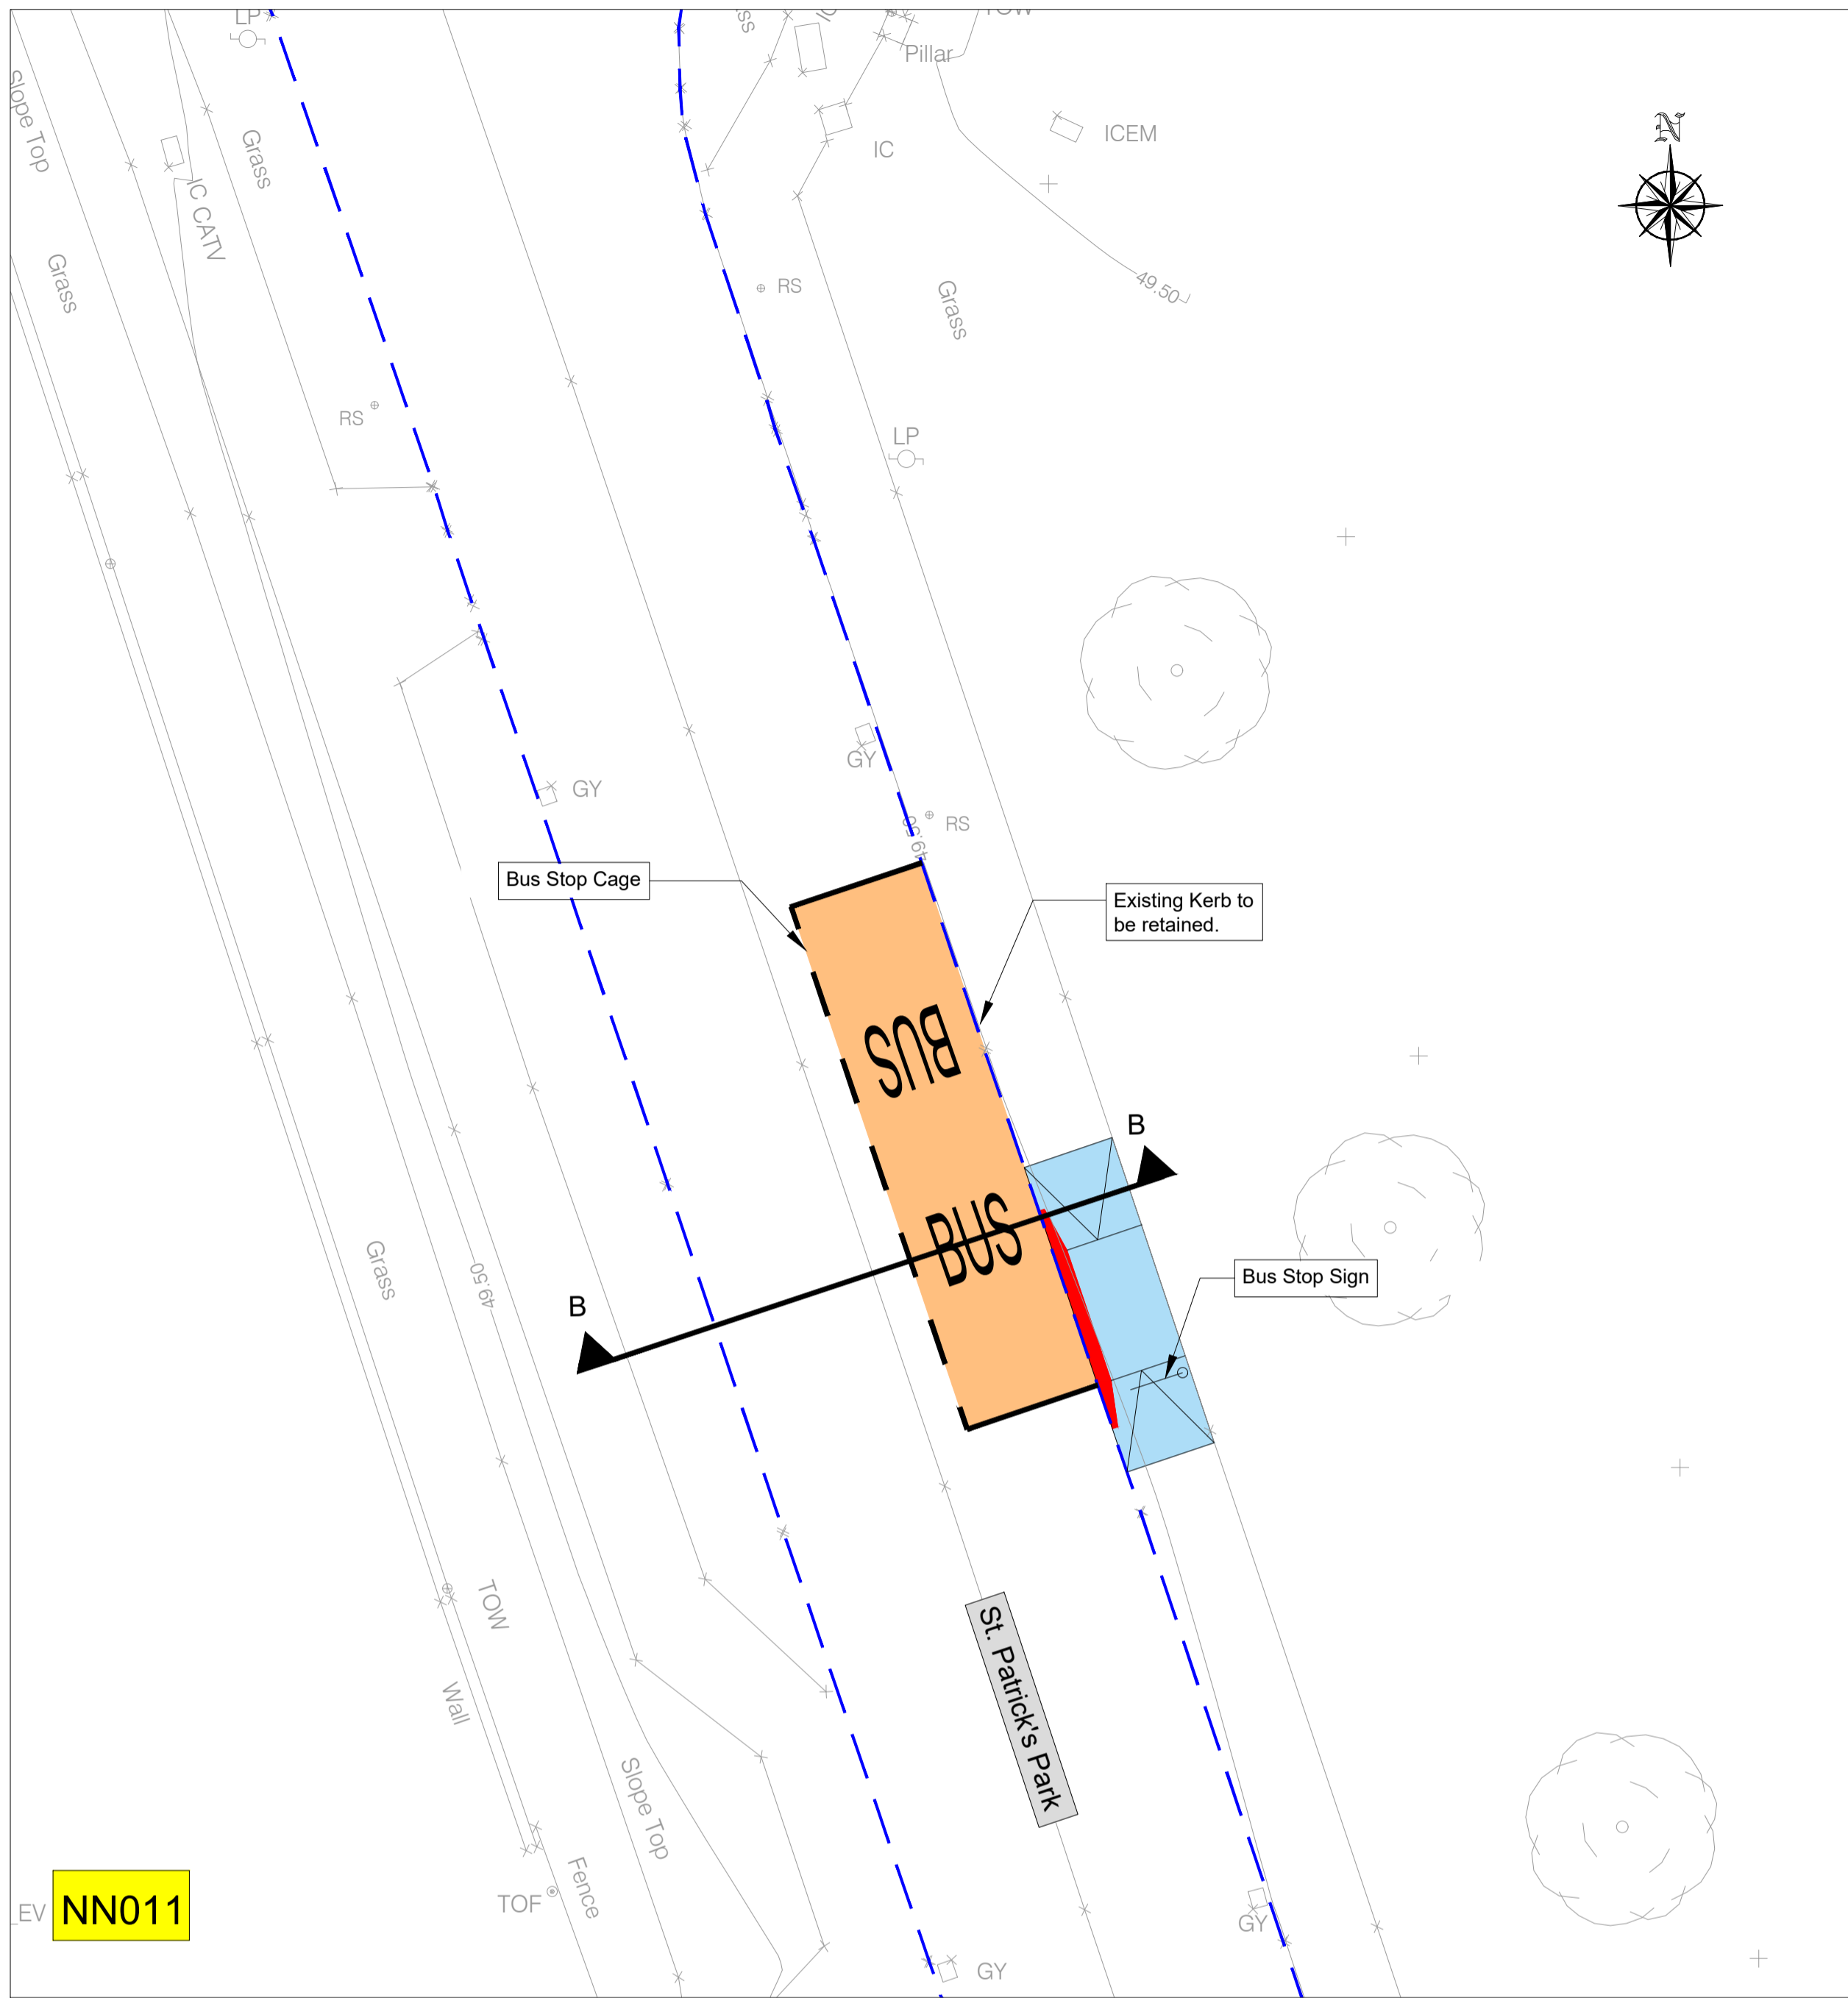 LP
Pillar
N
Slope Top
Grass
IC
ICEM
IC CATV
Grass
RS
49.50
Grass
RS
LP
GY
GY
RS
Bus Stop Cage
Existing Kerb to
be retained.
BUS
B
BUS
Bus Stop Sign
B
Grass
49.50
TOW
St. Patrick's Park
Wall
Slope Top
Fence
NN011
TOF
GY
GY